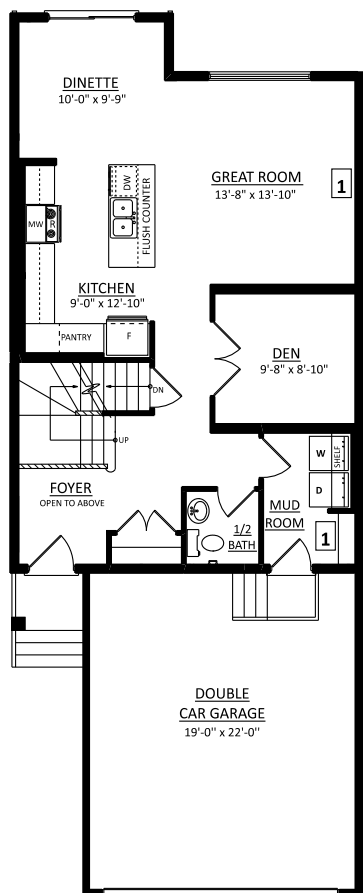 DINETTE
10'-0" x 9'-9"
GREAT ROOM
13'-8" x 13'-10"
1
DW
FLUSH COUNTER
MW
R
KITCHEN
9'-0" x 12'-10"
PANTRY
F
DEN
9'-8" x 8'-10"
DN
UP
FOYER
OPEN TO ABOVE
W
SHELF
D
MUD
ROOM
1/2
BATH
1
DOUBLE
CAR GARAGE
19'-0" x 22'-0"